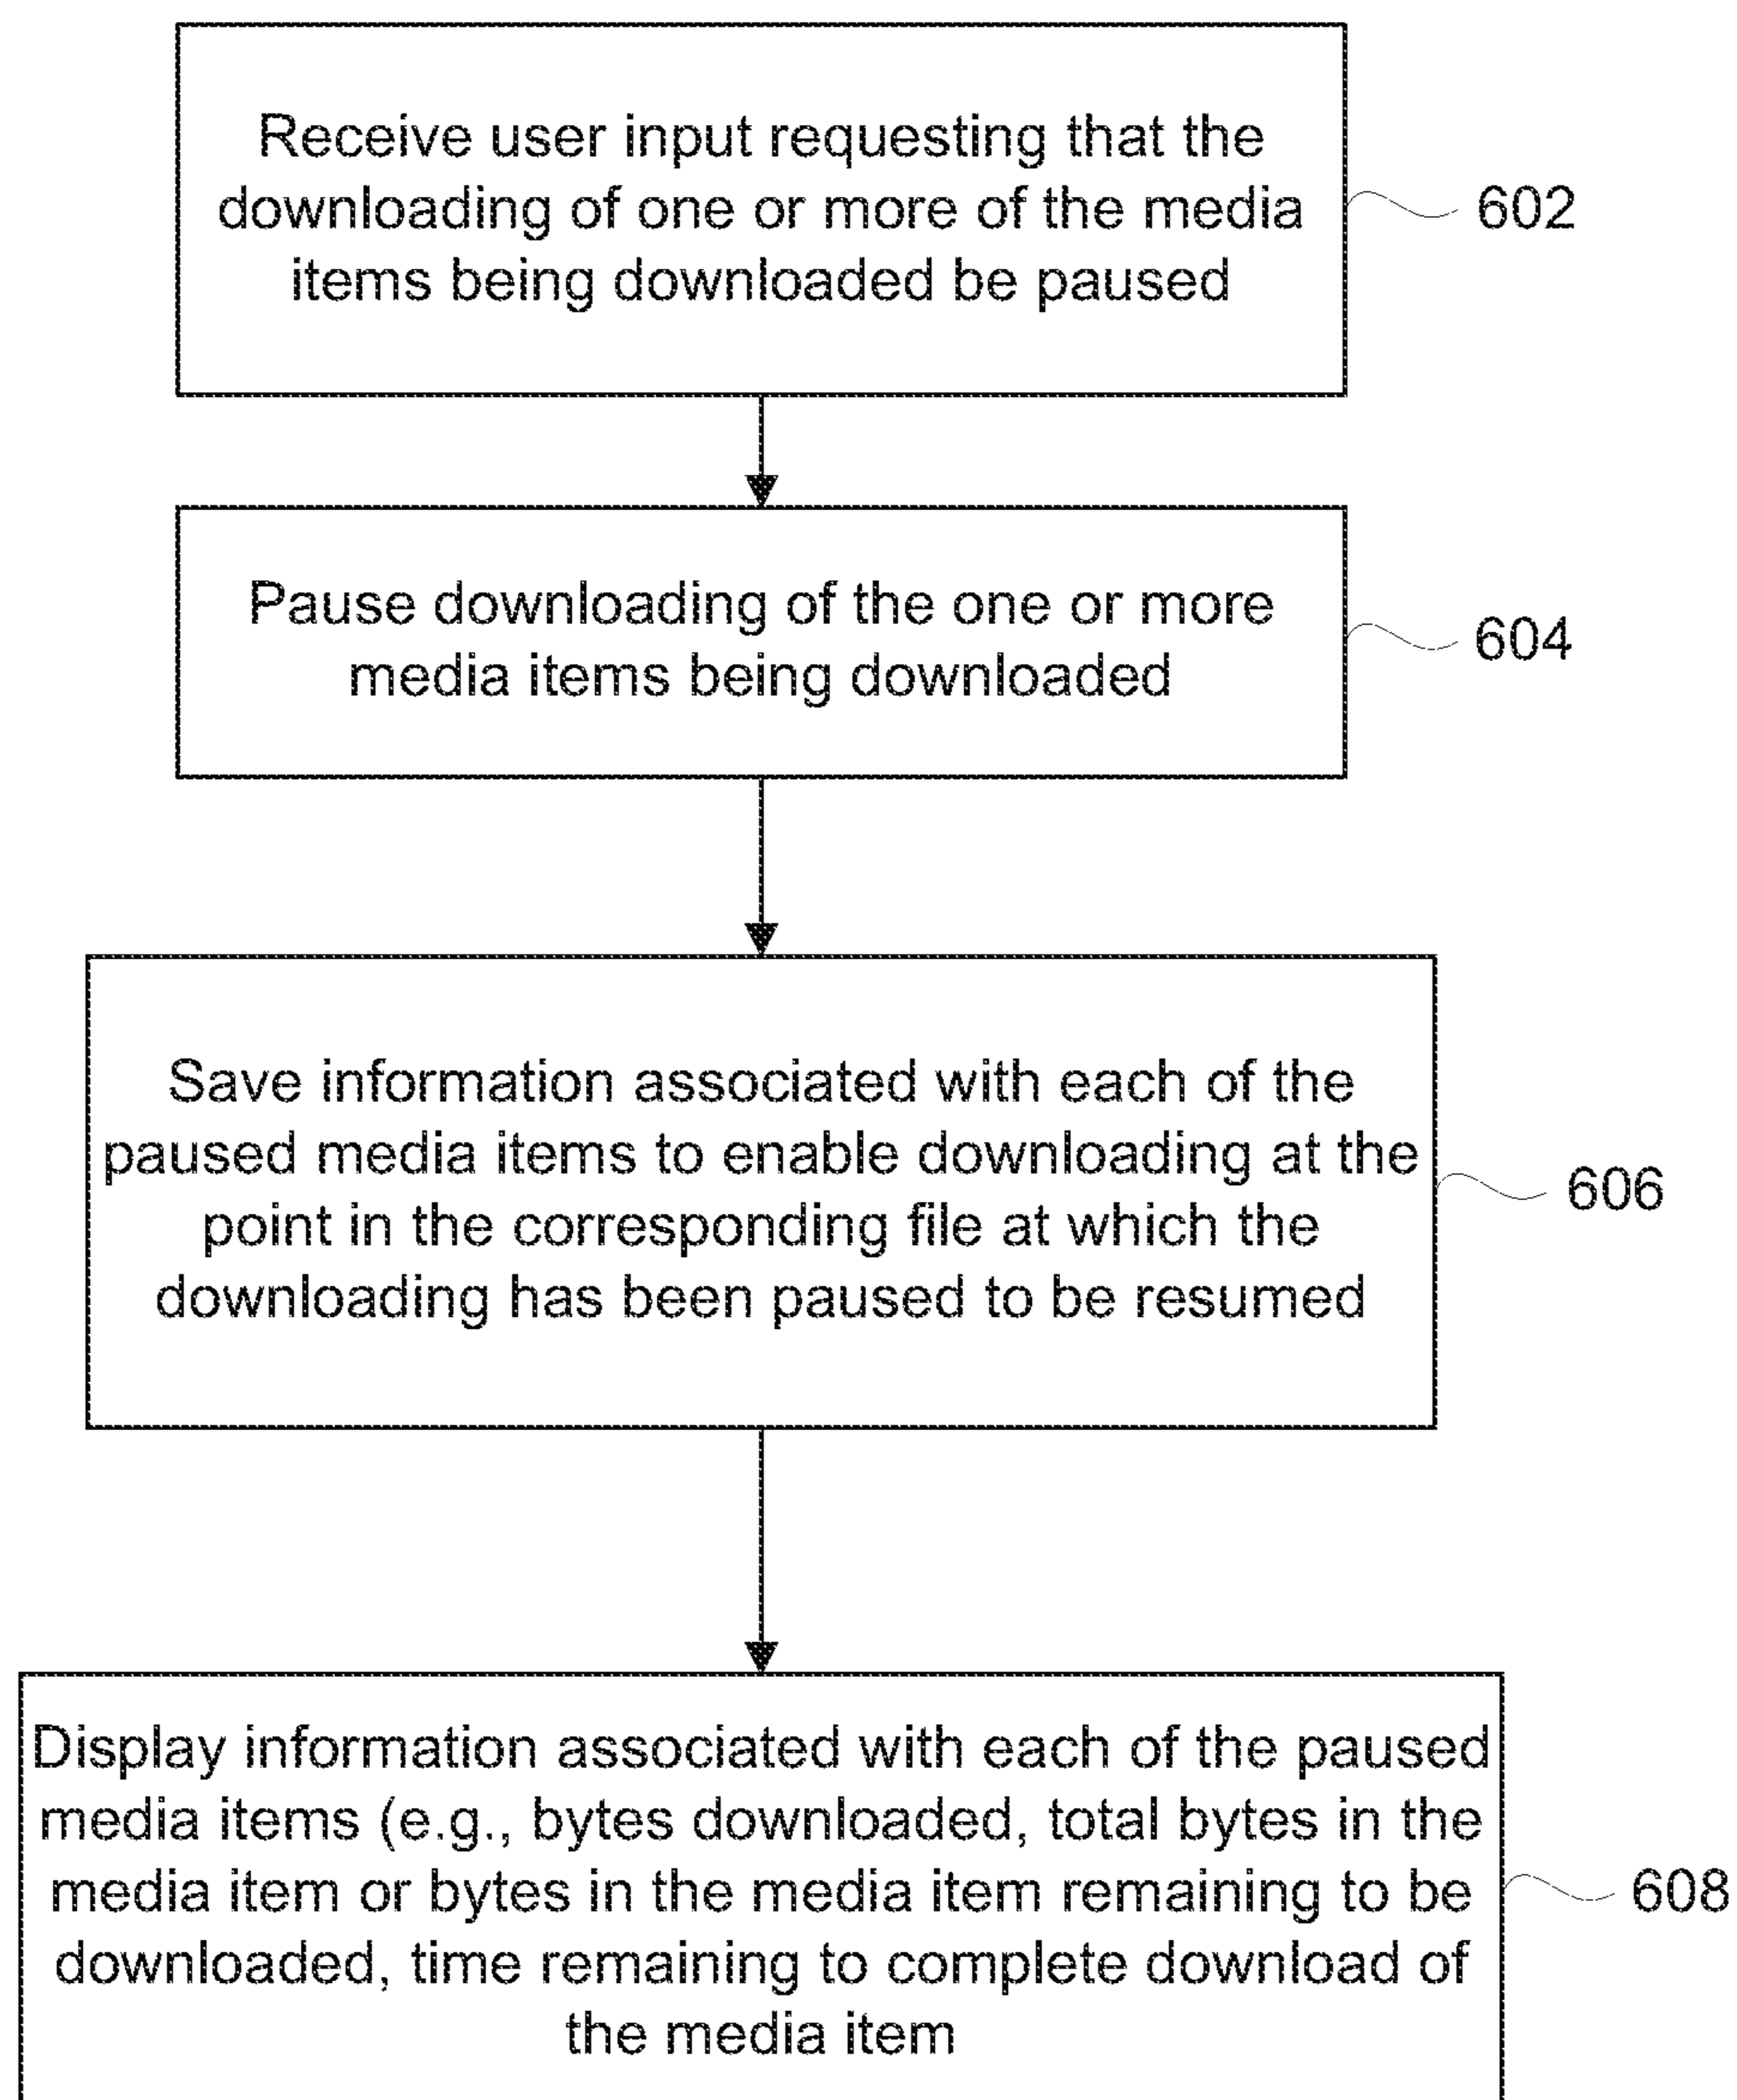 Receive user input requesting that the
downloading of one or more of the media
items being downloaded be paused
602
Pause downloading of the one or more
media items being downloaded
604
Save information associated with each of the
paused media items to enable downloading at the
point in the corresponding file at which the
downloading has been paused to be resumed
606
Display information associated with each of the paused
media items (e.g., bytes downloaded, total bytes in the
media item or bytes in the media item remaining to be
downloaded, time remaining to complete download of
the media item
608